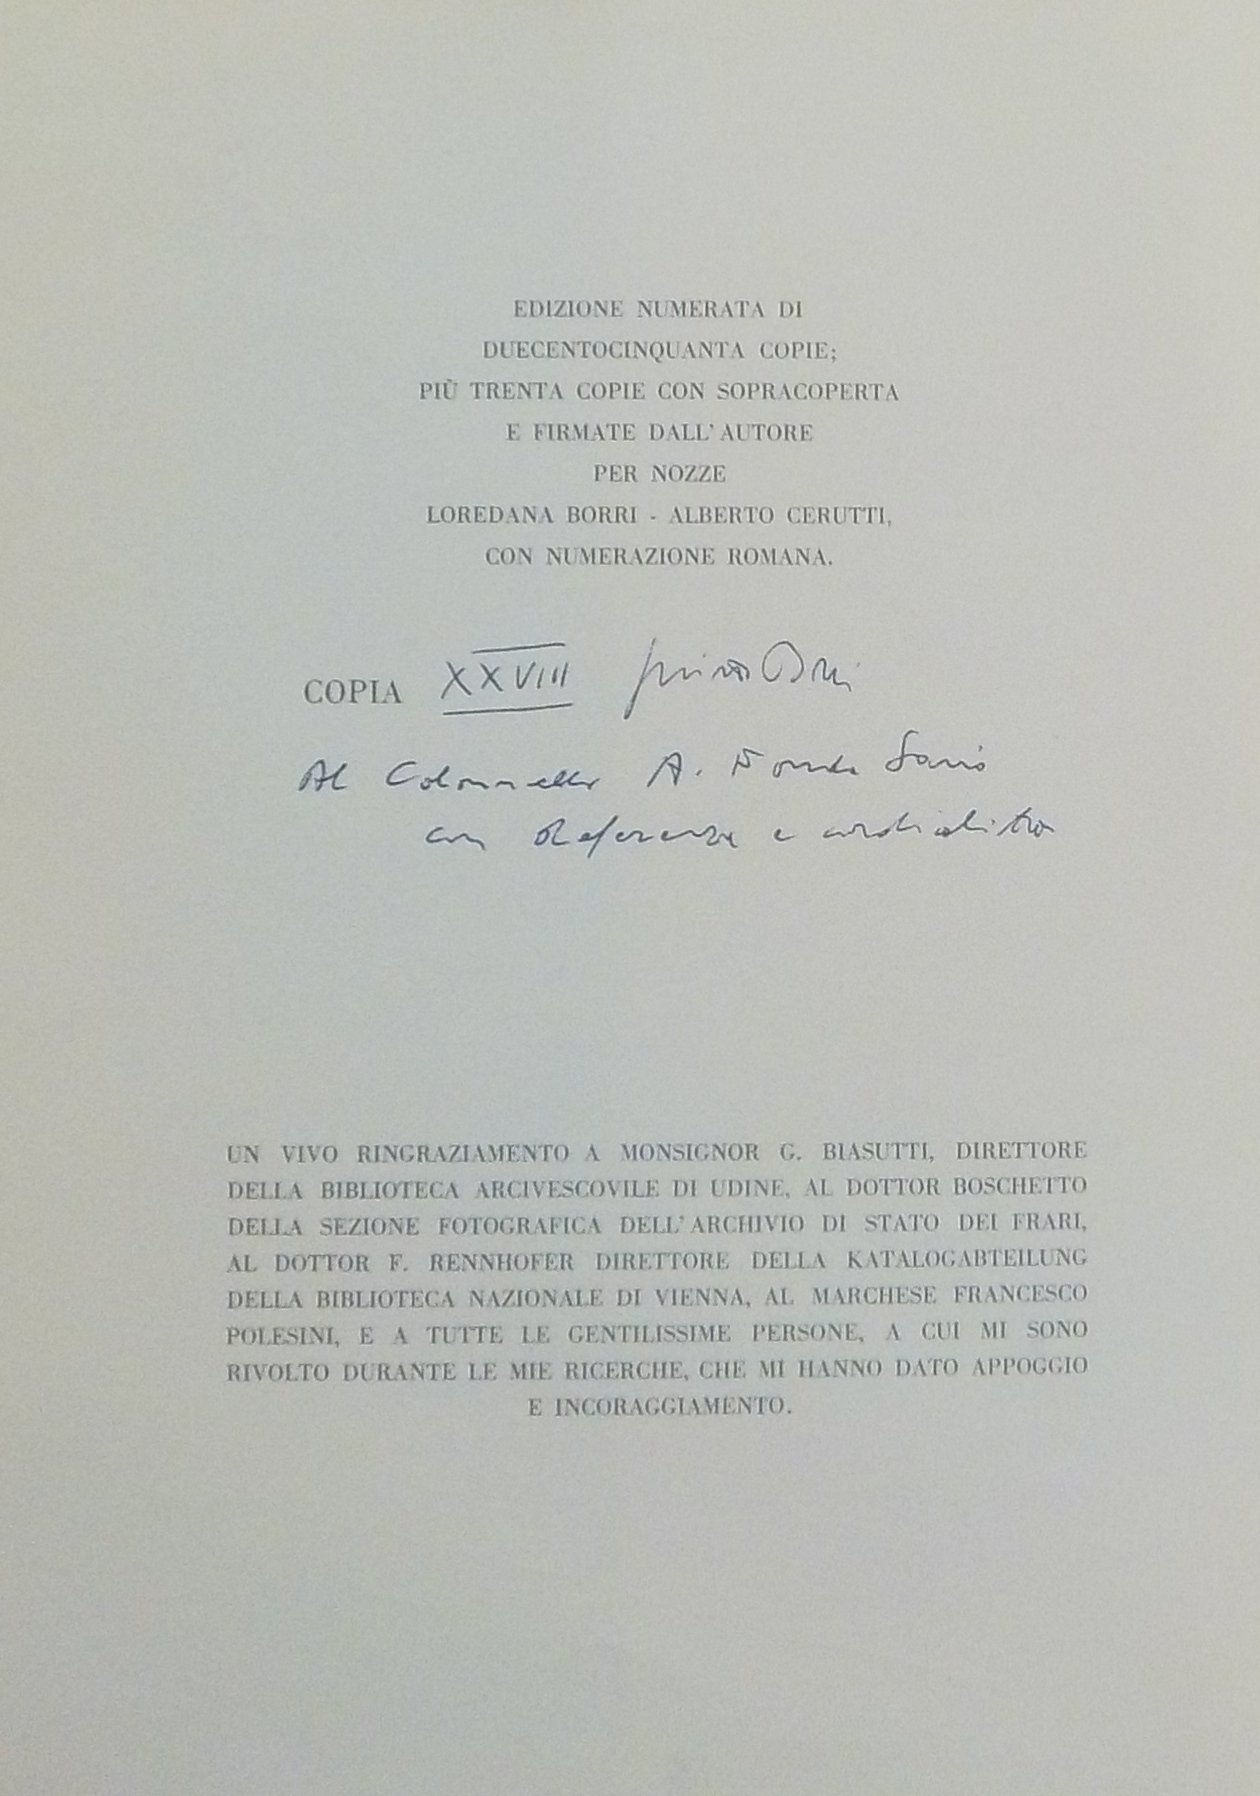 EDIZIONE NUMERATA DI
DUECENTOCINQUANTA COPIE;
PIÙ TRENTA COPIE CON SOPRACOPERTA
E FIRMATE DALL'AUTORE
PER NOZZE
LOREDANA BORRI - ALBERTO CERUTTI,
CON NUMERAZIONE ROMANA.
COPIA XXVIII
Al Colonnello A. Fonda Savio
con deferenza e cordialità
UN VIVO RINGRAZIAMENTO A MONSIGNOR G. BIASUTTI, DIRETTORE
DELLA BIBLIOTECA ARCIVESCOVILE DI UDINE, AL DOTTOR BOSCHETTO
DELLA SEZIONE FOTOGRAFICA DELL'ARCHIVIO DI STATO DEI FRARI,
AL DOTTOR F. RENNHOFER DIRETTORE DELLA KATALOGABTEILUNG
DELLA BIBLIOTECA NAZIONALE DI VIENNA, AL MARCHESE FRANCESCO
POLESINI, E A TUTTE LE GENTILISSIME PERSONE, A CUI MI SONO
RIVOLTO DURANTE LE MIE RICERCHE, CHE MI HANNO DATO APPOGGIO
E INCORAGGIAMENTO.